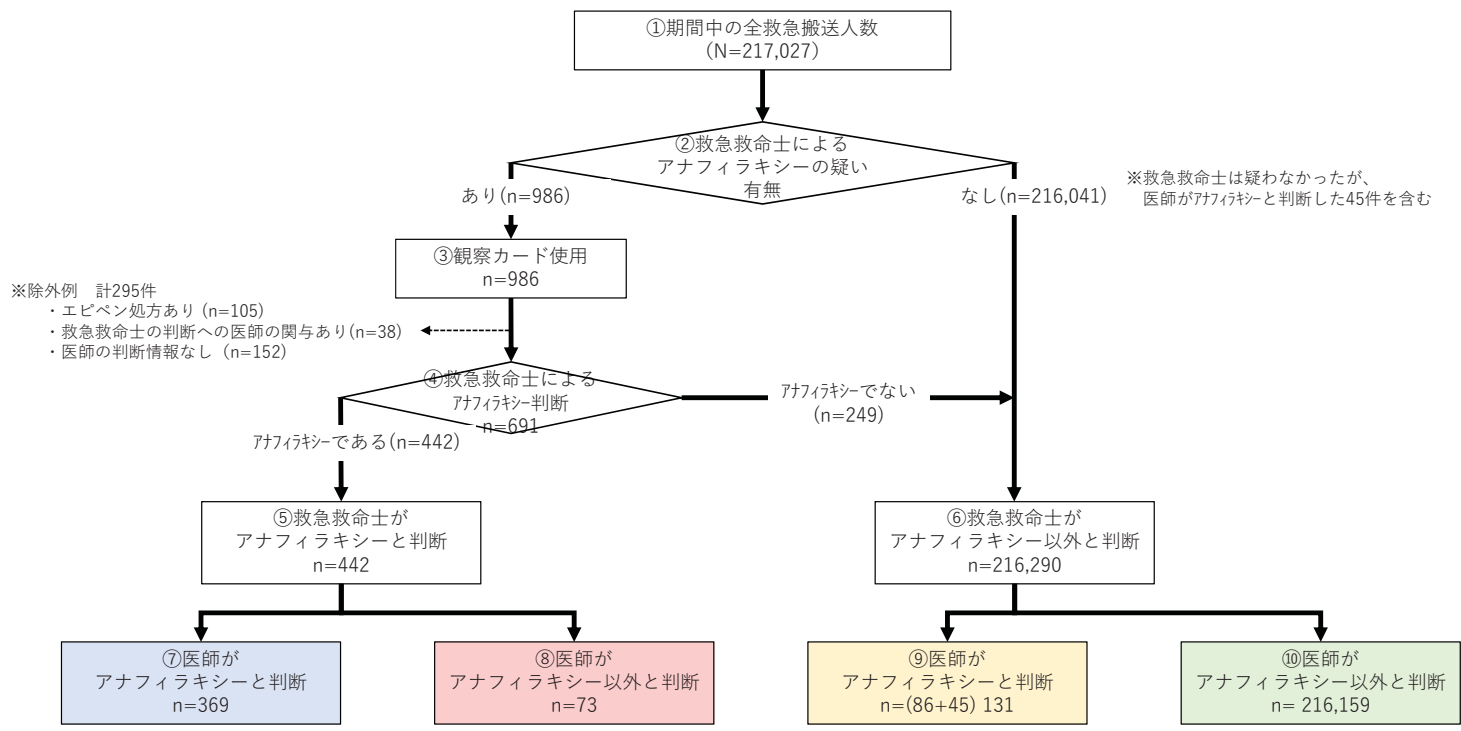 ①期間中の全救急搬送人数
(N=217,027)
②救急救命士による
アナフィラキシーの疑い
有無
あり(n=986)
なし(n=216,041)
※救急救命士は疑わなかったが、
医師がｱﾅﾌｨﾗｷｼｰと判断した45件を含む
③観察カード使用
n=986
※除外例　計295件
・エピペン処方あり (n=105)
・救急救命士の判断への医師の関与あり(n=38)
・医師の判断情報なし（n=152)
④救急救命士による
ｱﾅﾌｨﾗｷｼｰ判断
n=691
ｱﾅﾌｨﾗｷｼｰでない
(n=249)
ｱﾅﾌｨﾗｷｼｰである(n=442)
⑤救急救命士が
アナフィラキシーと判断
n=442
⑥救急救命士が
アナフィラキシー以外と判断
n=216,290
⑦医師が
アナフィラキシーと判断
n=369
⑧医師が
アナフィラキシー以外と判断
n=73
⑨医師が
アナフィラキシーと判断
n=(86+45) 131
⑩医師が
アナフィラキシー以外と判断
n= 216,159